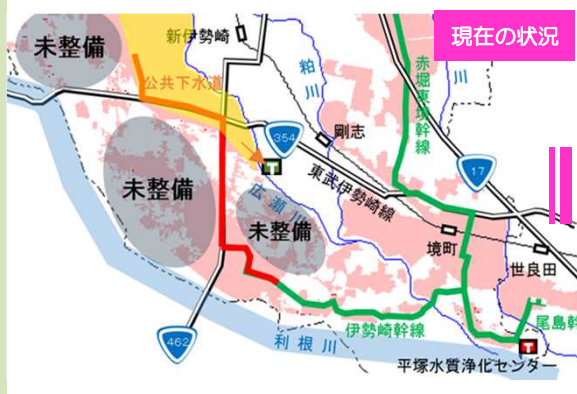 現在の状況
未整備
新伊勢崎
公共下水道
粕川
川
赤堀東境幹線
354
剛志
17
未整備
広瀬川
東武伊勢崎線
未整備
境町
世良田
462
利根川
伊勢崎幹線
尾島幹
平塚水質浄化センター